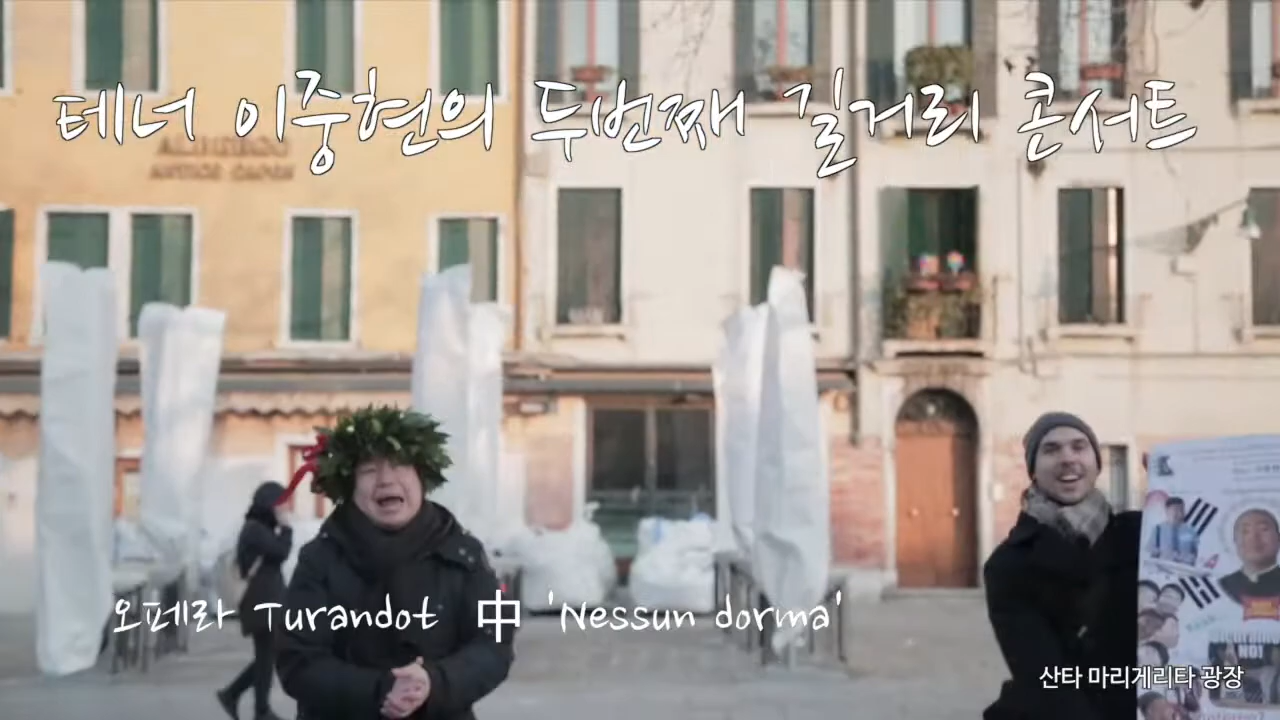 테너 이중현의 두번째 길거리 콘서트
오페라 Turandot 中 'Nessun dorma'
NO!
산타 마리게리타 광장